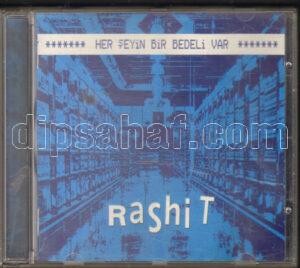 ******* HER ŞEYİN BİR BEDELİ VAR *******
dipsahaf.com
RaShiT